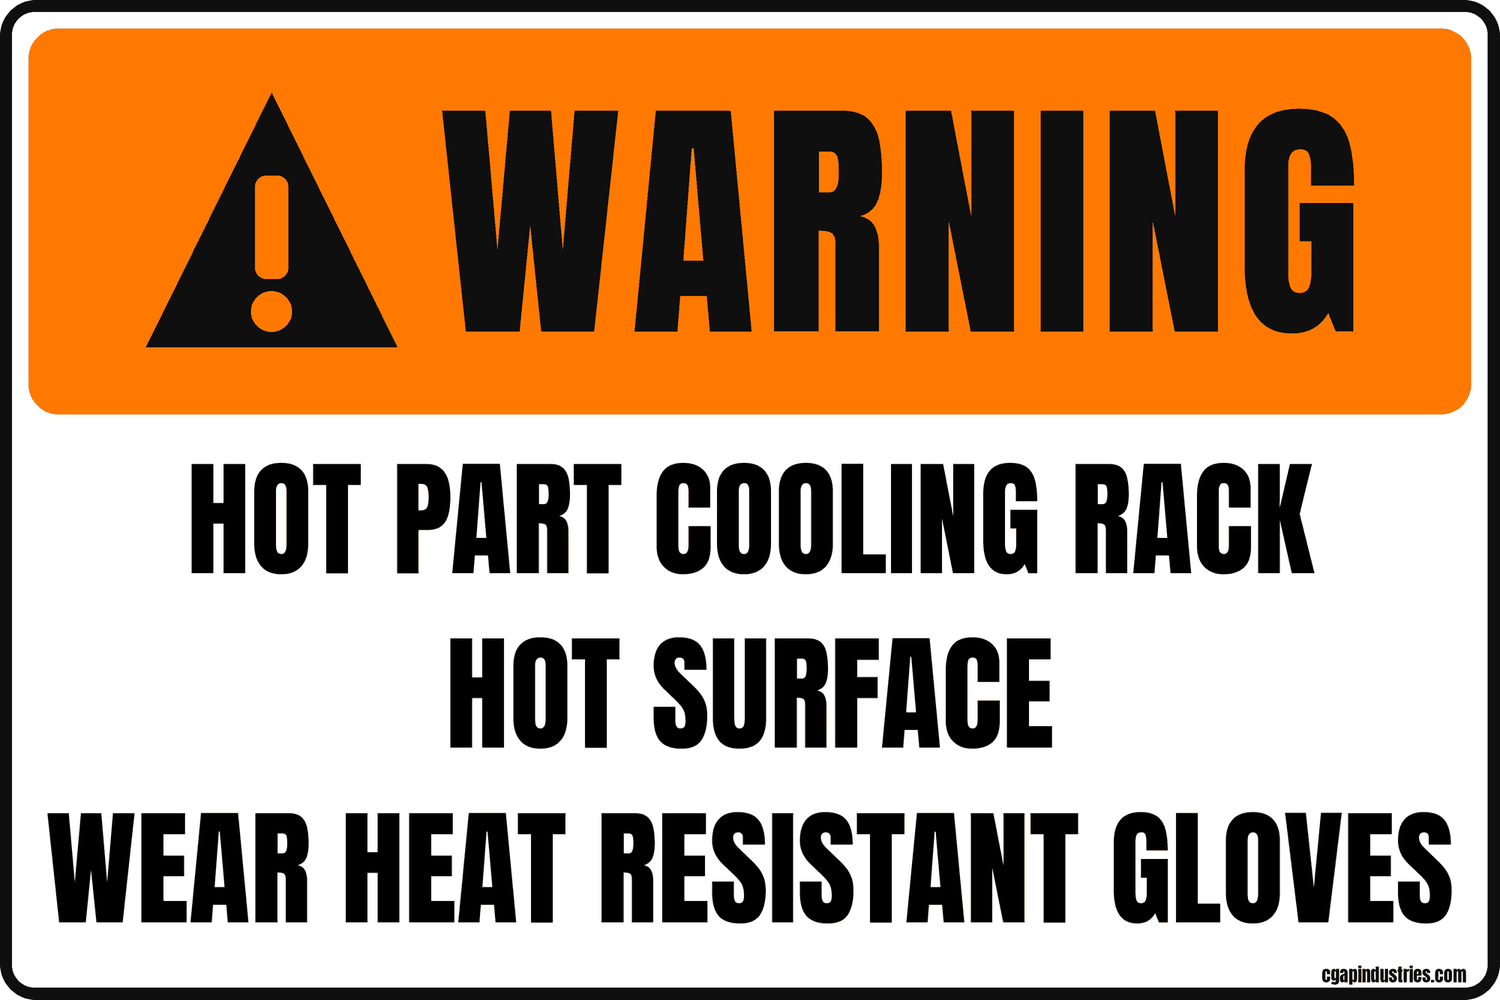 WARNING
HOT PART COOLING RACK
HOT SURFACE
WEAR HEAT RESISTANT GLOVES
cgapindustries.com